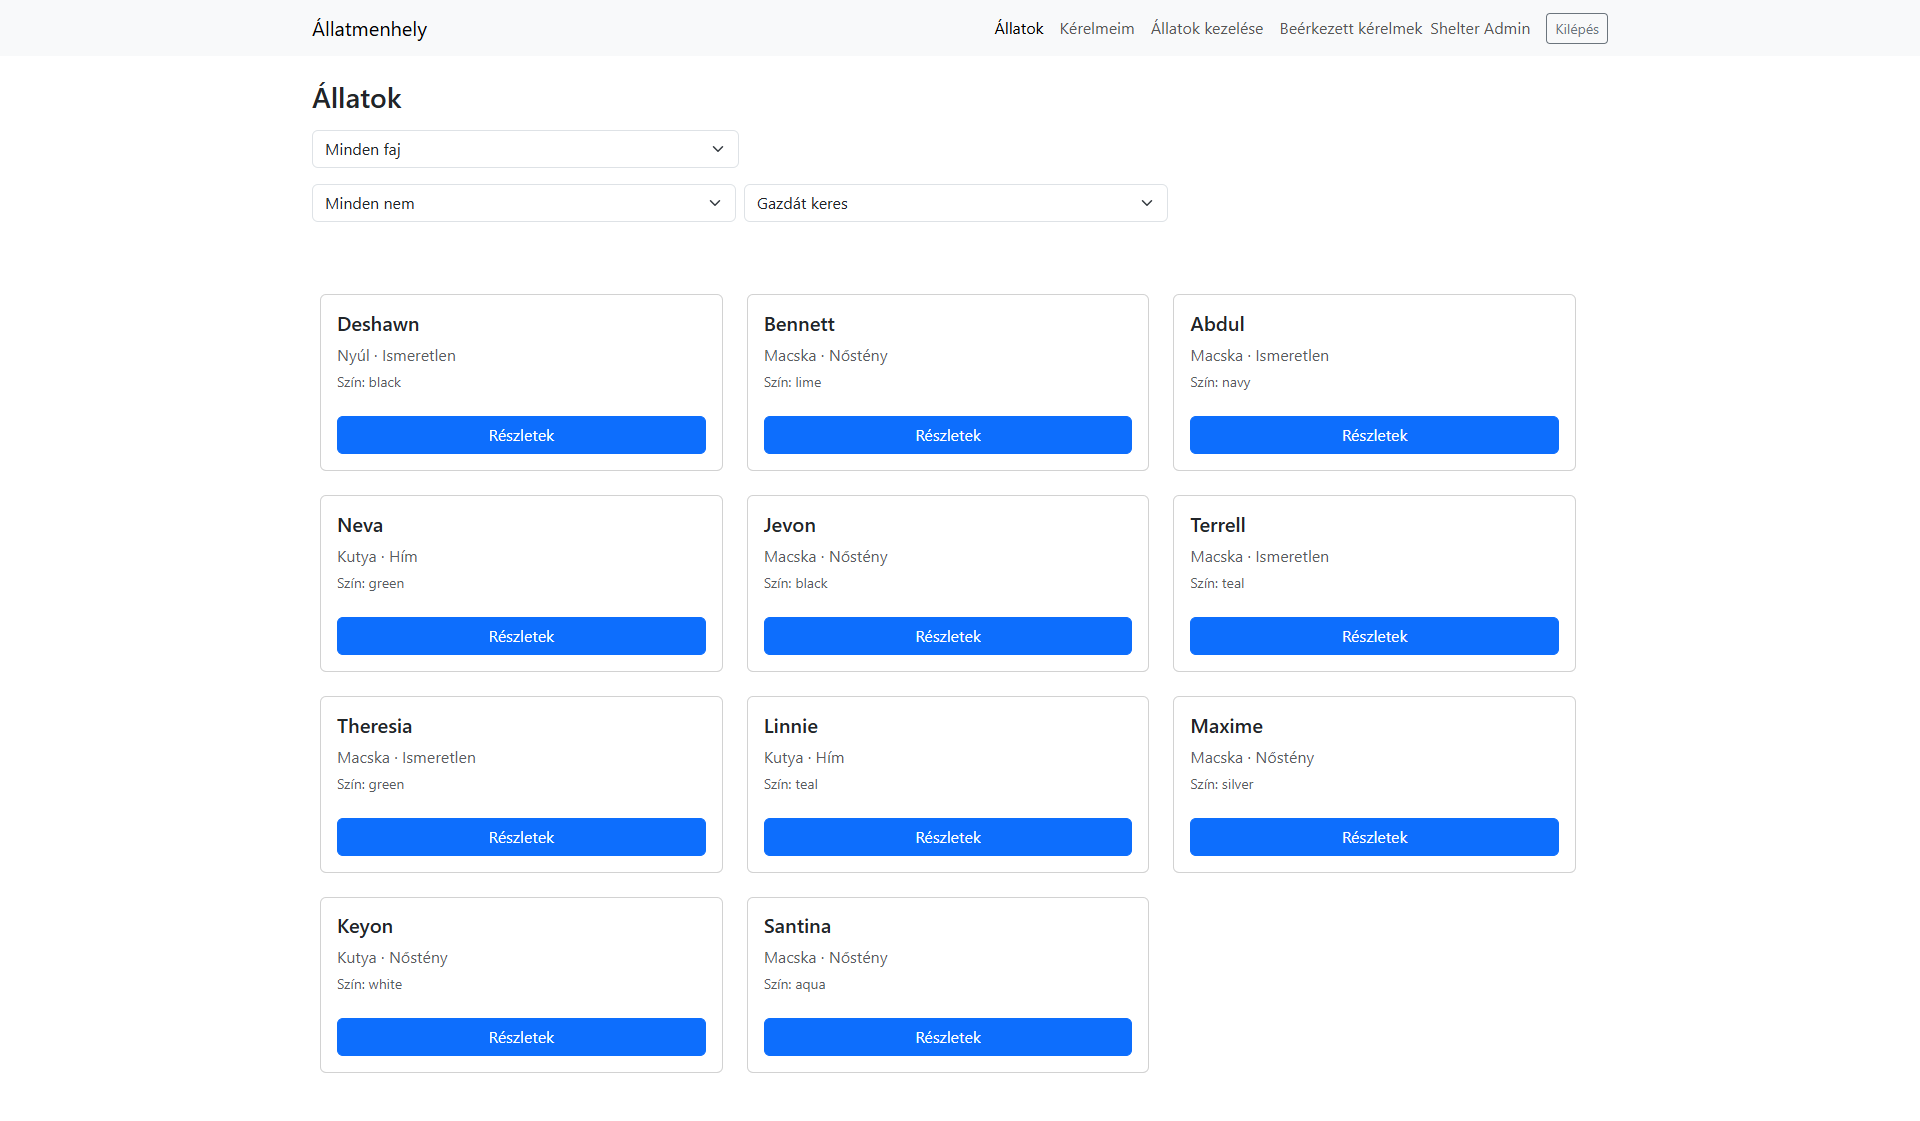 Állatmenhely
Állatok Kérelmeim Állatok kezelése Beérkezett kérelmek Shelter Admin Kilépés
Állatok
Minden faj
Minden nem Gazdát keres
Deshawn
Nyúl · Ismeretlen
Szín: black
Részletek
Bennett
Macska · Nőstény
Szín: lime
Részletek
Abdul
Macska · Ismeretlen
Szín: navy
Részletek
Neva
Kutya · Hím
Szín: green
Részletek
Jevon
Macska · Nőstény
Szín: black
Részletek
Terrell
Macska · Ismeretlen
Szín: teal
Részletek
Theresia
Macska · Ismeretlen
Szín: green
Részletek
Linnie
Kutya · Hím
Szín: teal
Részletek
Maxime
Macska · Nőstény
Szín: silver
Részletek
Keyon
Kutya · Nőstény
Szín: white
Részletek
Santina
Macska · Nőstény
Szín: aqua
Részletek